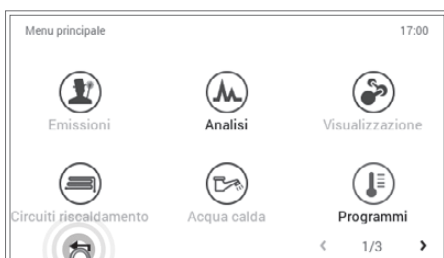 Menu principale 17:00
Emissioni Analisi Visualizzazione
Circuiti riscaldamento Acqua calda Programmi
1/3